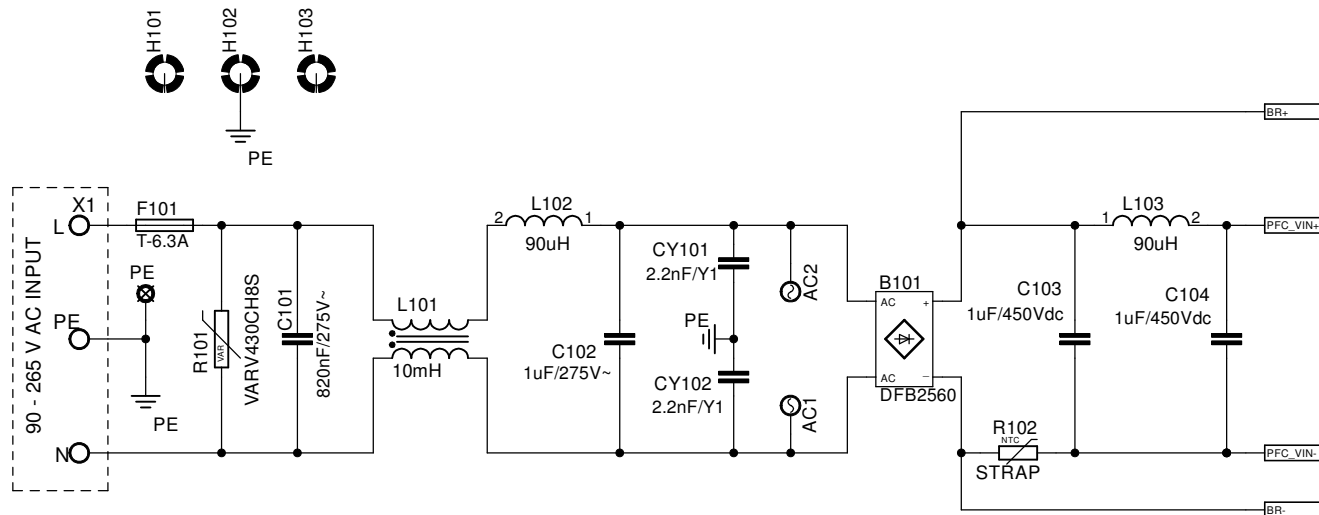 H101
H102
H103
PE
BR+
90 - 265 V AC INPUT
X1
L
F101
T-6.3A
PE
PE
PE
N
R101
VAR
VARV430CH8S
C101
820nF/275V~
L101
10mH
2
L102
1
90uH
C102
1uF/275V~
CY101
2.2nF/Y1
PE
CY102
2.2nF/Y1
AC2
AC1
B101
AC
+
AC
–
DFB2560
1
L103
2
90uH
PFC_VIN+
C103
1uF/450Vdc
C104
1uF/450Vdc
R102
NTC
STRAP
PFC_VIN-
BR-